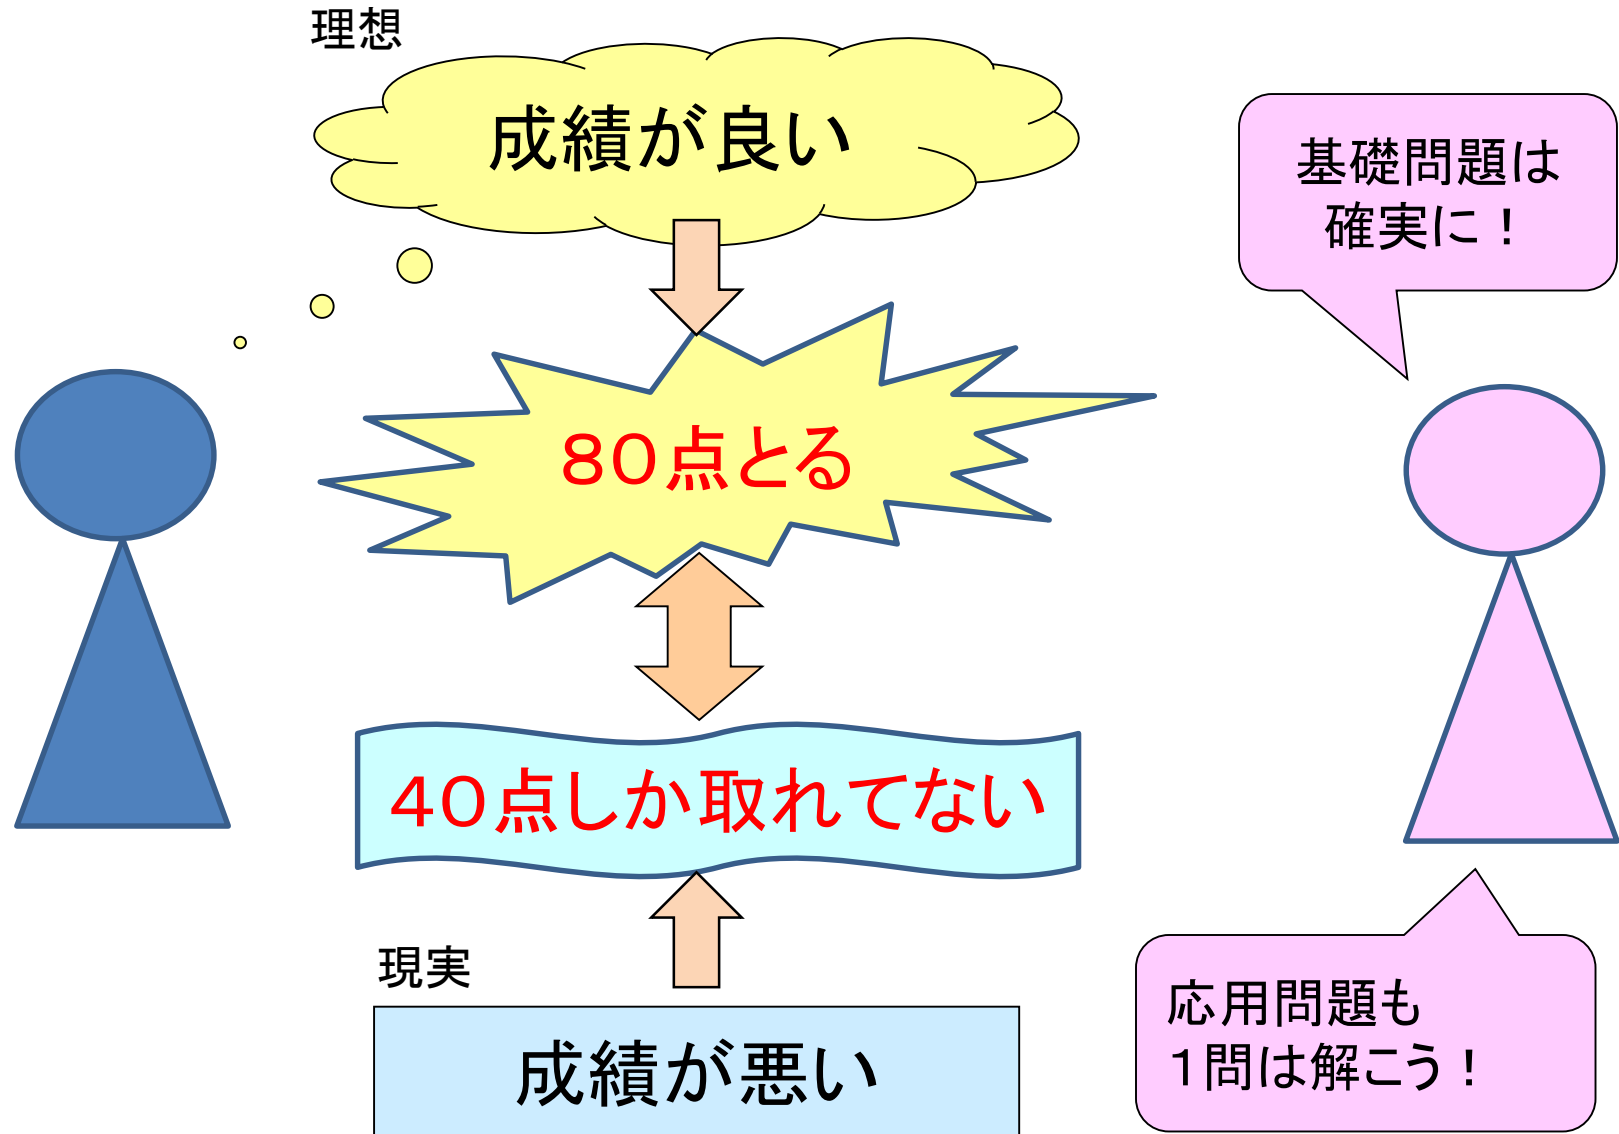 理想
成績が良い
８０点とる
４０点しか取れてない
現実
成績が悪い
基礎問題は
確実に！
応用問題も
１問は解こう！